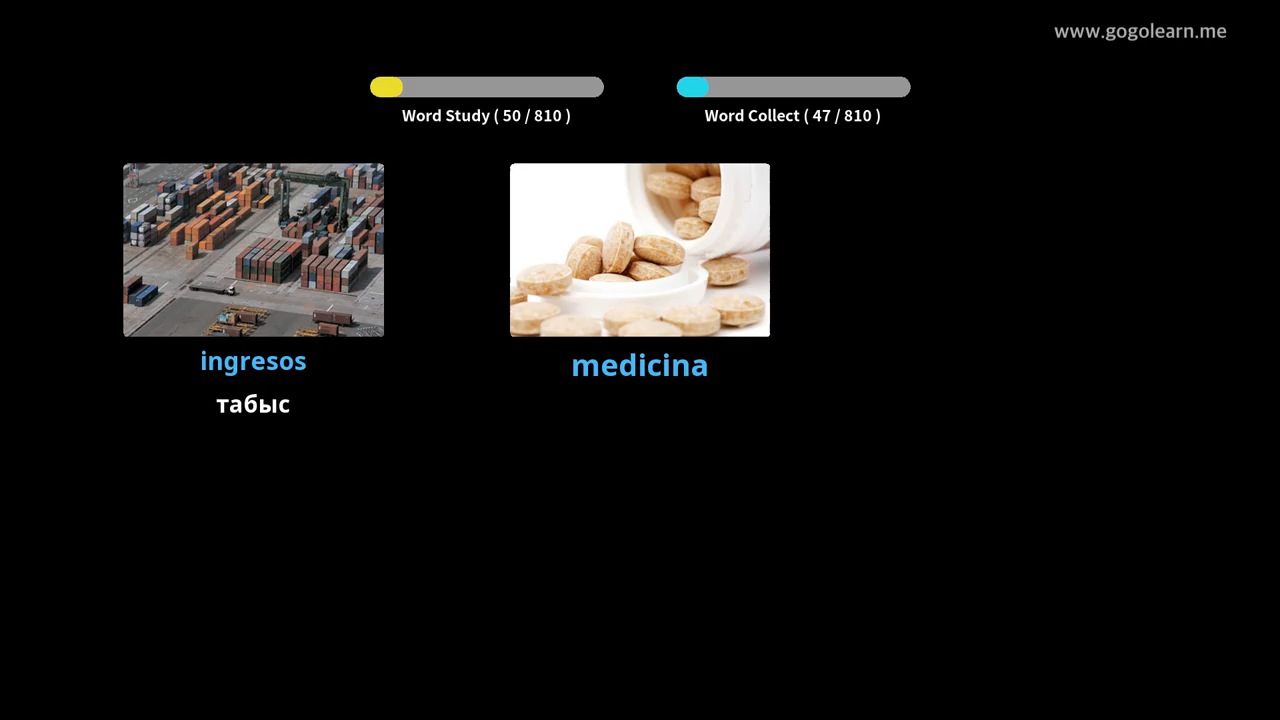 www.gogolearn.me
Word Study ( 50 / 810 )
Word Collect ( 47 / 810 )
ingresos
табыс
medicina